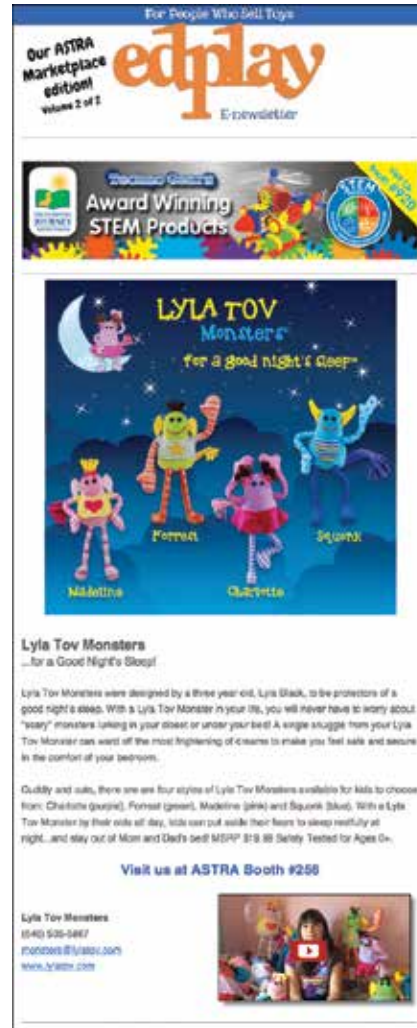 For People Who Sell Toys
Our ASTRA
Marketplace
edition!
Volume 2 of 2
edplay
E-newsletter
Techno Gears
Award Winning
STEM Products
STEM
LYLA TOV
Monsters
for a good night's sleep
Madeline
Forrest
Charlotte
Squonk
Lyla Tov Monsters
...for a Good Night's Sleep!
Lyla Tov Monsters were designed by a three year old, Lyla Black, to be protectors of a
good night's sleep. With a Lyla Tov Monster in your life, you will never have to worry about
"scary" monsters lurking in your closet or under your bed! A single snuggle from your Lyla
Tov Monster can ward off the most frightening of dreams to make you feel safe and secure
in the comfort of your bedroom.
Cuddly and cute, there are are four styles of Lyla Tov Monsters available for kids to choose
from: Charlotte (purple), Forrest (green), Madeline (pink) and Squonk (blue). With a Lyla
Tov Monster by their side all day, kids can put aside their fears to sleep restfully at
night...and stay out of Mom and Dad's bed! MSRP Safety Tested for Ages 0+.
Visit us at ASTRA Booth #256
Lyla Tov Monsters
monsters@lylatov.com
www.lylatov.com